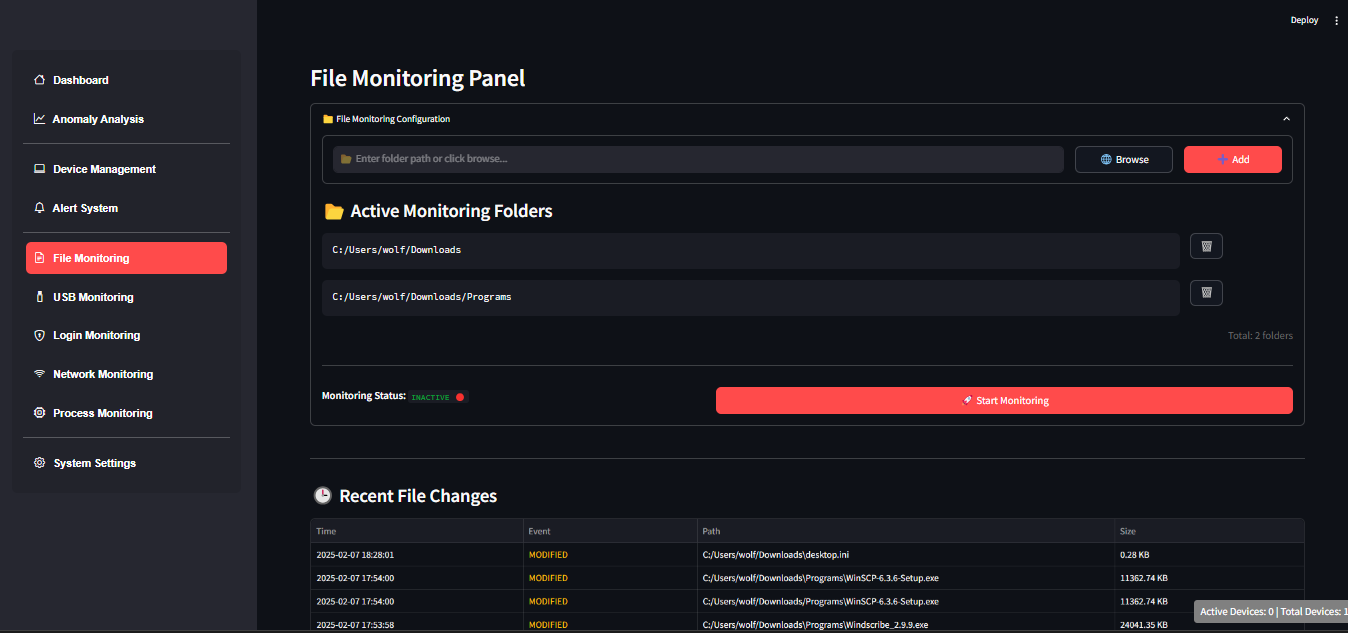 Deploy
Dashboard
Anomaly Analysis
Device Management
Alert System
File Monitoring
USB Monitoring
Login Monitoring
Network Monitoring
Process Monitoring
System Settings
File Monitoring Panel
File Monitoring Configuration
Enter folder path or click browse...
Browse
Add
Active Monitoring Folders
C:/Users/wolf/Downloads
C:/Users/wolf/Downloads/Programs
Total: 2 folders
Monitoring Status: INACTIVE
Start Monitoring
Recent File Changes
Time Event Path Size
2025-02-07 18:28:01 MODIFIED C:/Users/wolf/Downloads\desktop.ini 0.28 KB
2025-02-07 17:54:00 MODIFIED C:/Users/wolf/Downloads\Programs\WinSCP-6.3.6-Setup.exe 11362.74 KB
2025-02-07 17:54:00 MODIFIED C:/Users/wolf/Downloads/Programs\WinSCP-6.3.6-Setup.exe 11362.74 KB
2025-02-07 17:53:58 MODIFIED C:/Users/wolf/Downloads\Programs\Windscribe_2.9.9.exe 24041.35 KB
Active Devices: 0 | Total Devices: 1